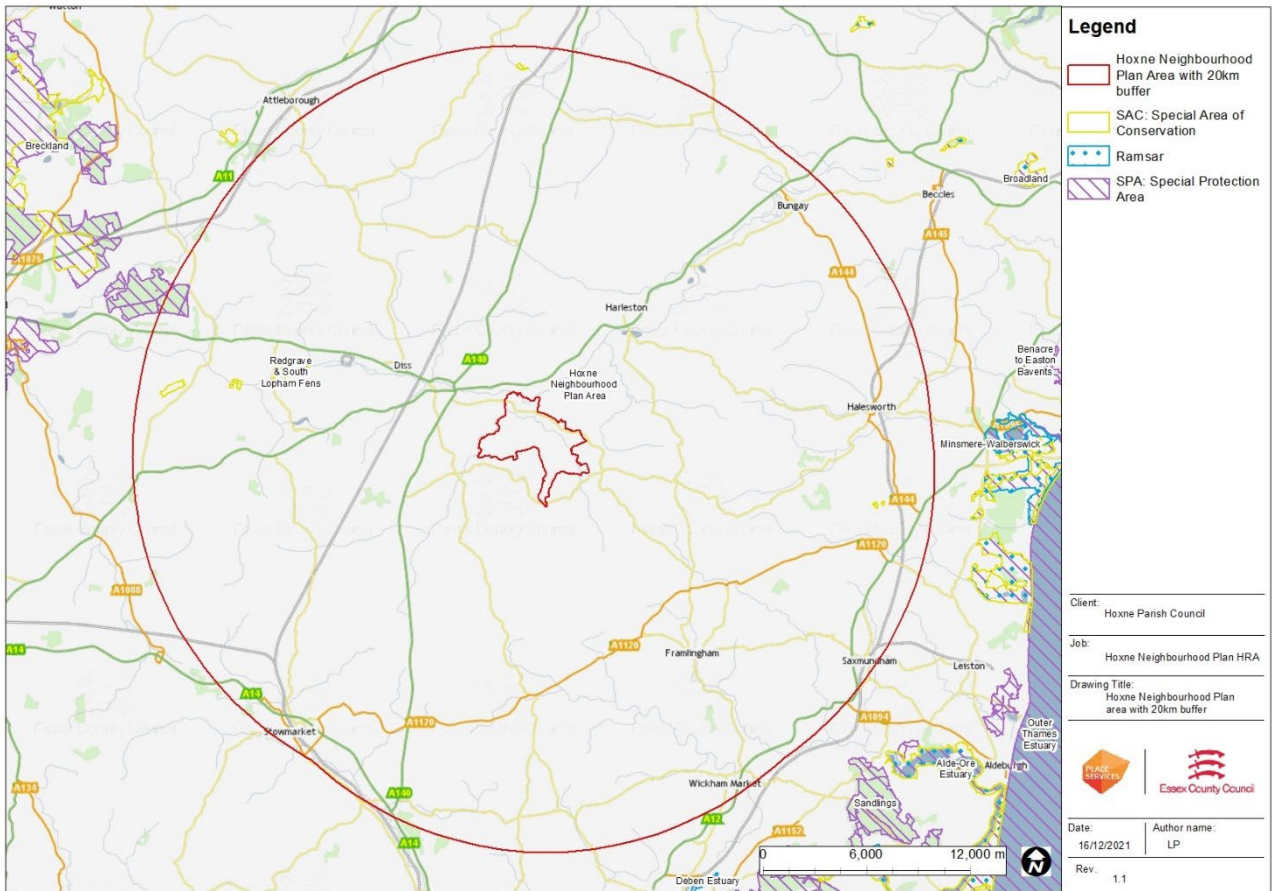 Watton
Attleborough
Breckland
A11
Broadland
Beccles
Bungay
A145
A1075
A144
Harleston
Redgrave
& South
Lopham Fens
Diss
A140
Hoxne
Neighbourhood
Plan Area
Benacre
to Easton
Bavents
Halesworth
Minsmere-Walberswick
A144
A1120
A1088
A14
A1120
Framlingham
Saxmundham
Leiston
A14
A1120
A1094
Stowmarket
Outer
Thames
Estuary
Alde-Ore
Estuary
Aldeburgh
Wickham Market
A134
A140
Sandlings
A12
A1152
A14
Deben Estuary
0 6,000 12,000 m
N
Legend
Hoxne Neighbourhood
Plan Area with 20km
buffer
SAC: Special Area of
Conservation
Ramsar
SPA: Special Protection
Area
Client:
Hoxne Parish Council
Job:
Hoxne Neighbourhood Plan HRA
Drawing Title:
Hoxne Neighbourhood Plan
area with 20km buffer
PLACE
SERVICES
Essex County Council
Date:
16/12/2021
Author name:
LP
Rev.
1.1